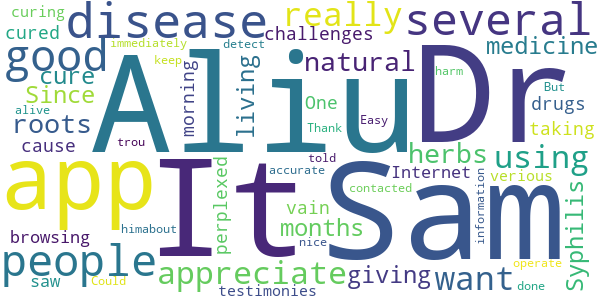 curing disease really several
cured immediately challenges
good keep detect medicine
cure Aliu Dr natural
Since morning living harm But
alive One drugs
roots Thank Easy taking
cause trou told herbs using
app It Sam
perplexed accurate Internet verious
vain contacted information Syphilis
browsing himabout months
people nice
saw Could appreciate giving want operate
testimonies done